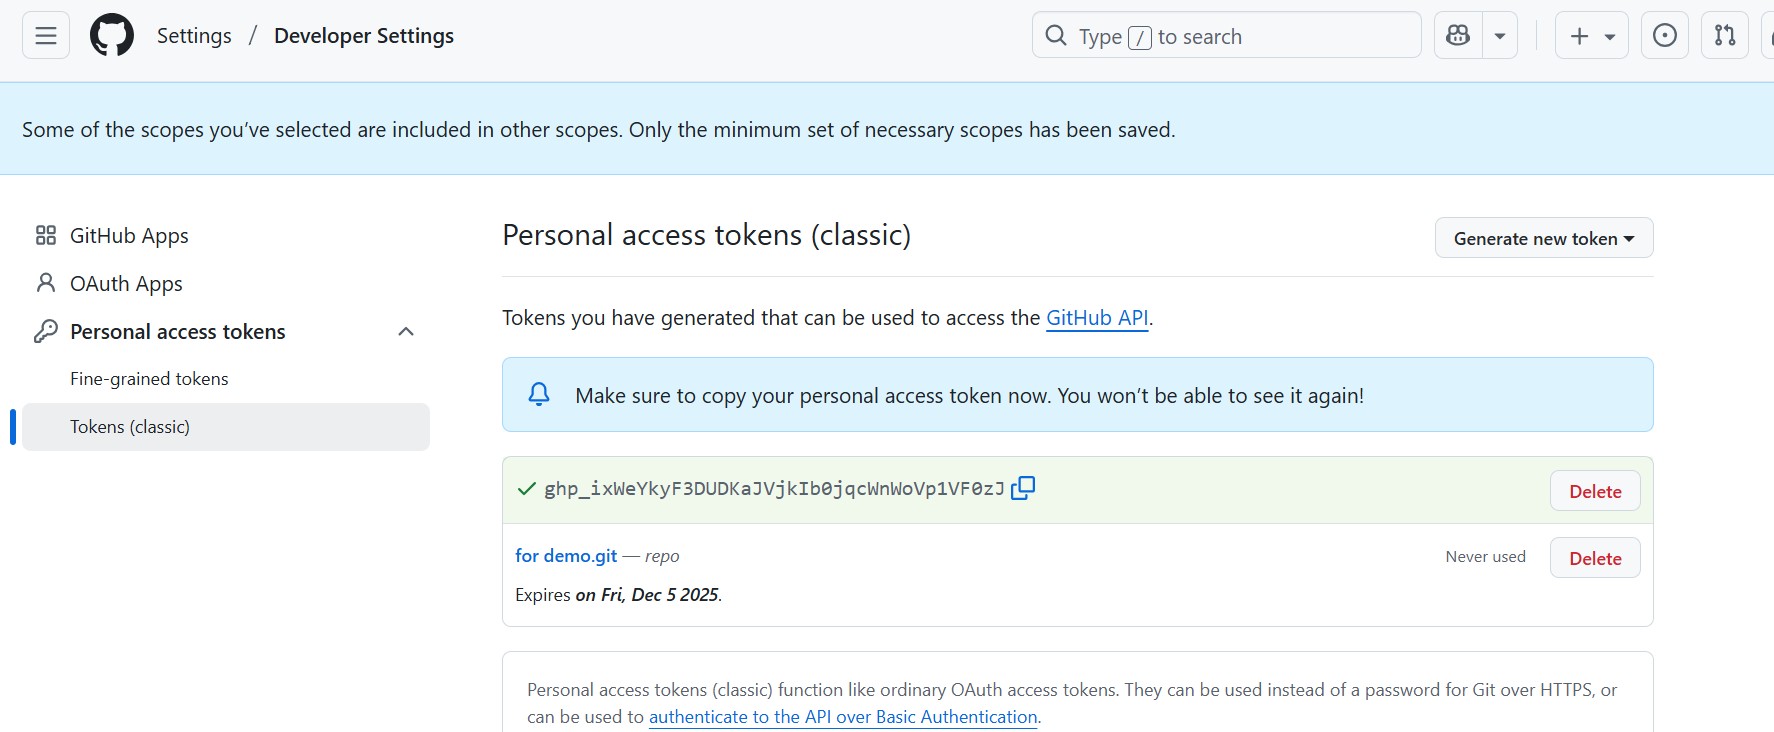 Settings / Developer Settings
Type / to search
Some of the scopes you’ve selected are included in other scopes. Only the minimum set of necessary scopes has been saved.
GitHub Apps
OAuth Apps
Personal access tokens
Fine-grained tokens
Tokens (classic)
Personal access tokens (classic)
Generate new token
Tokens you have generated that can be used to access the GitHub API.
Make sure to copy your personal access token now. You won’t be able to see it again!
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
Delete
for demo.git — repo
Never used
Delete
Expires on Fri, Dec 5 2025.
Personal access tokens (classic) function like ordinary OAuth access tokens. They can be used instead of a password for Git over HTTPS, or
can be used to authenticate to the API over Basic Authentication.